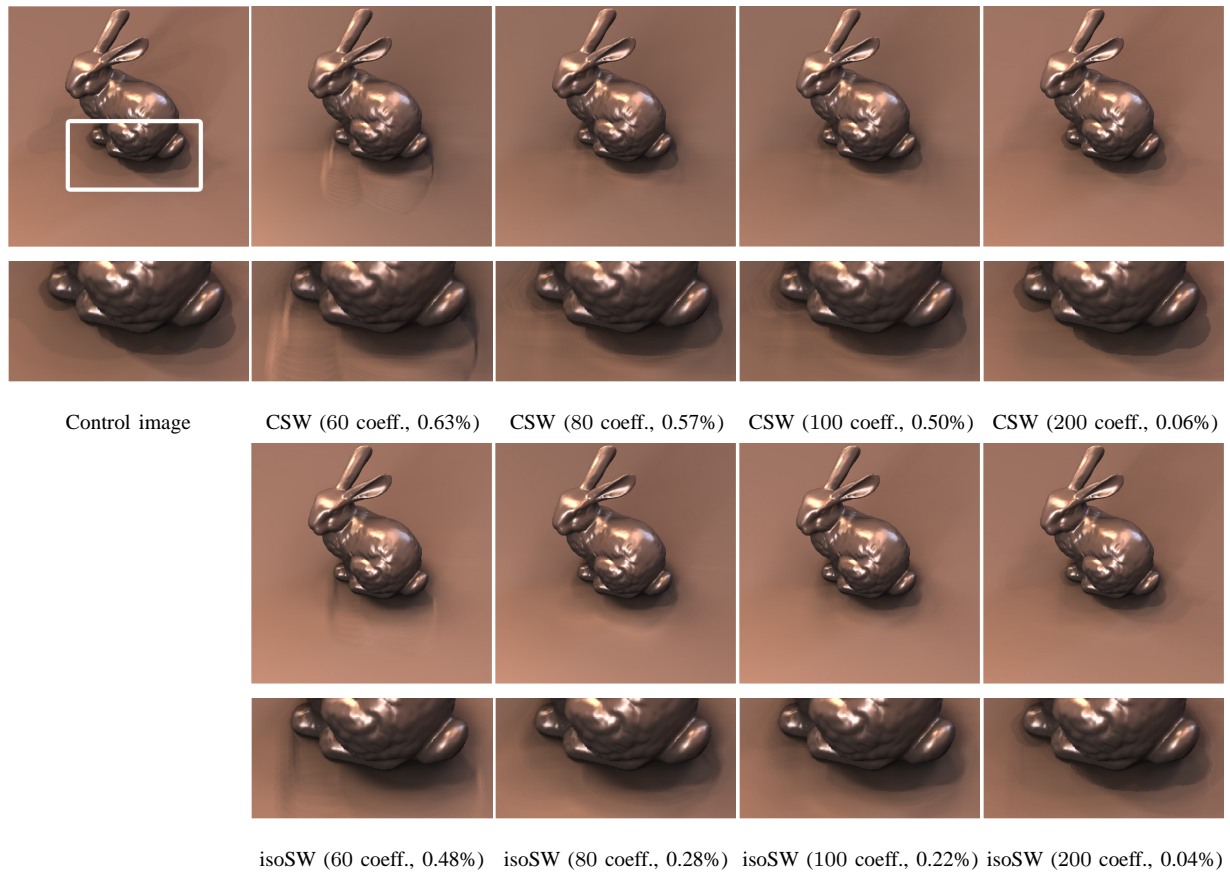 Control image
CSW (60 coeff., 0.63%)
CSW (80 coeff., 0.57%)
CSW (100 coeff., 0.50%)
CSW (200 coeff., 0.06%)
isoSW (60 coeff., 0.48%)
isoSW (80 coeff., 0.28%)
isoSW (100 coeff., 0.22%)
isoSW (200 coeff., 0.04%)